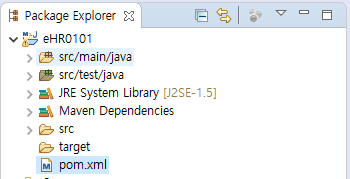 Package Explorer
eHR0101
src/main/java
src/test/java
JRE System Library [J2SE-1.5]
Maven Dependencies
src
target
pom.xml